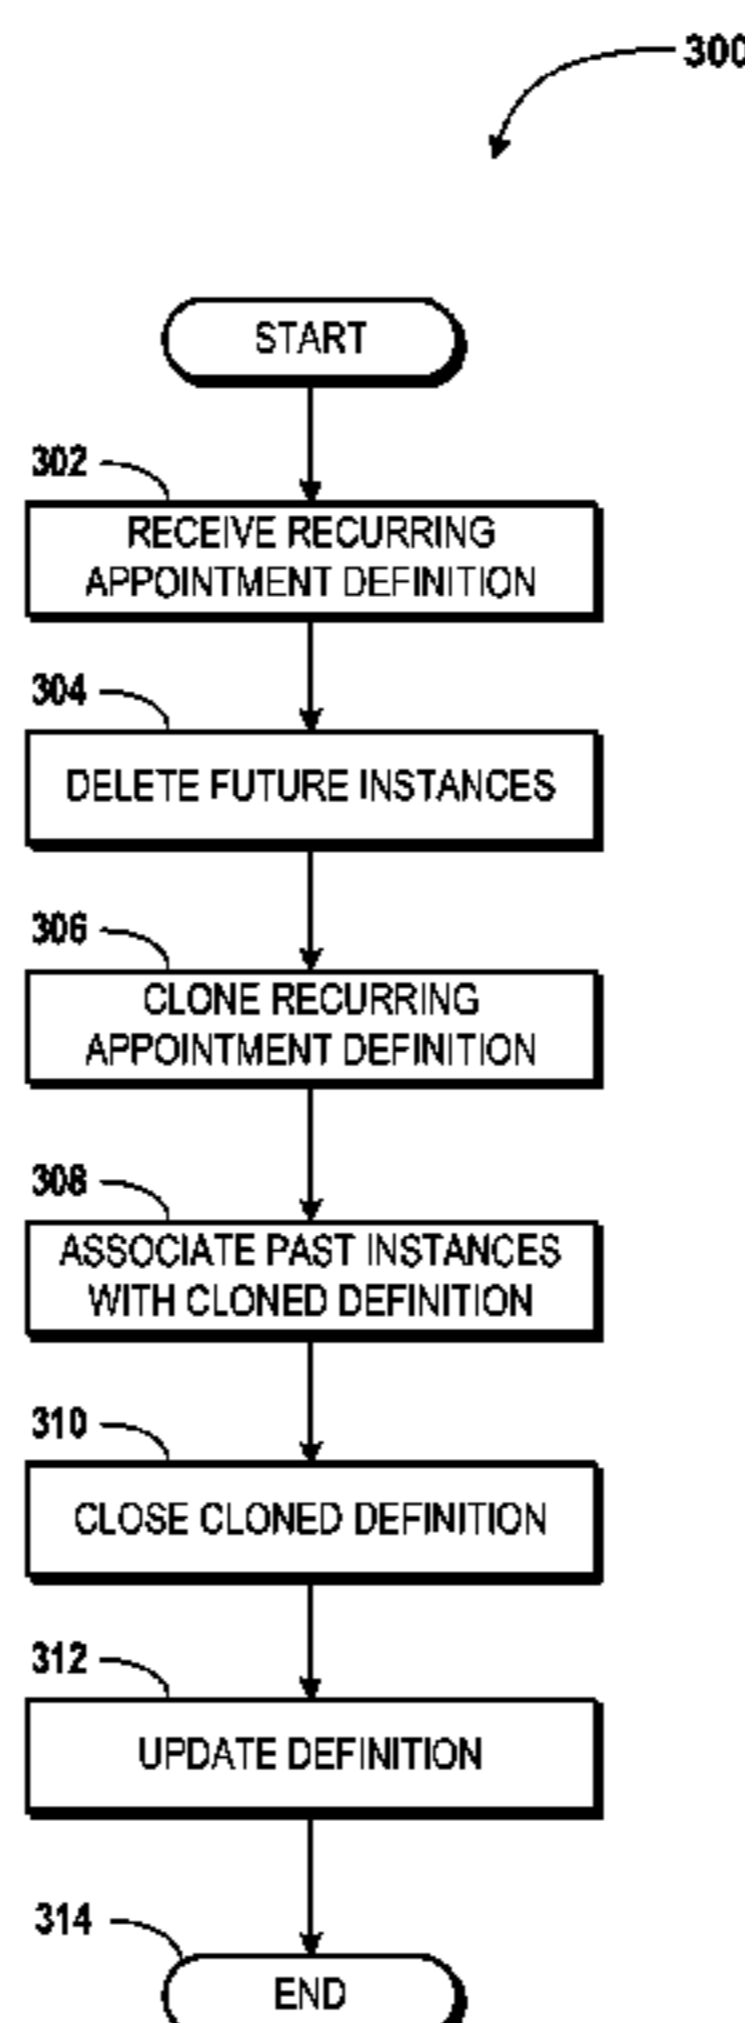 300
START
302
RECEIVE RECURRING
APPOINTMENT DEFINITION
304
DELETE FUTURE INSTANCES
306
CLONE RECURRING
APPOINTMENT DEFINITION
308
ASSOCIATE PAST INSTANCES
WITH CLONED DEFINITION
310
CLOSE CLONED DEFINITION
312
UPDATE DEFINITION
314
END